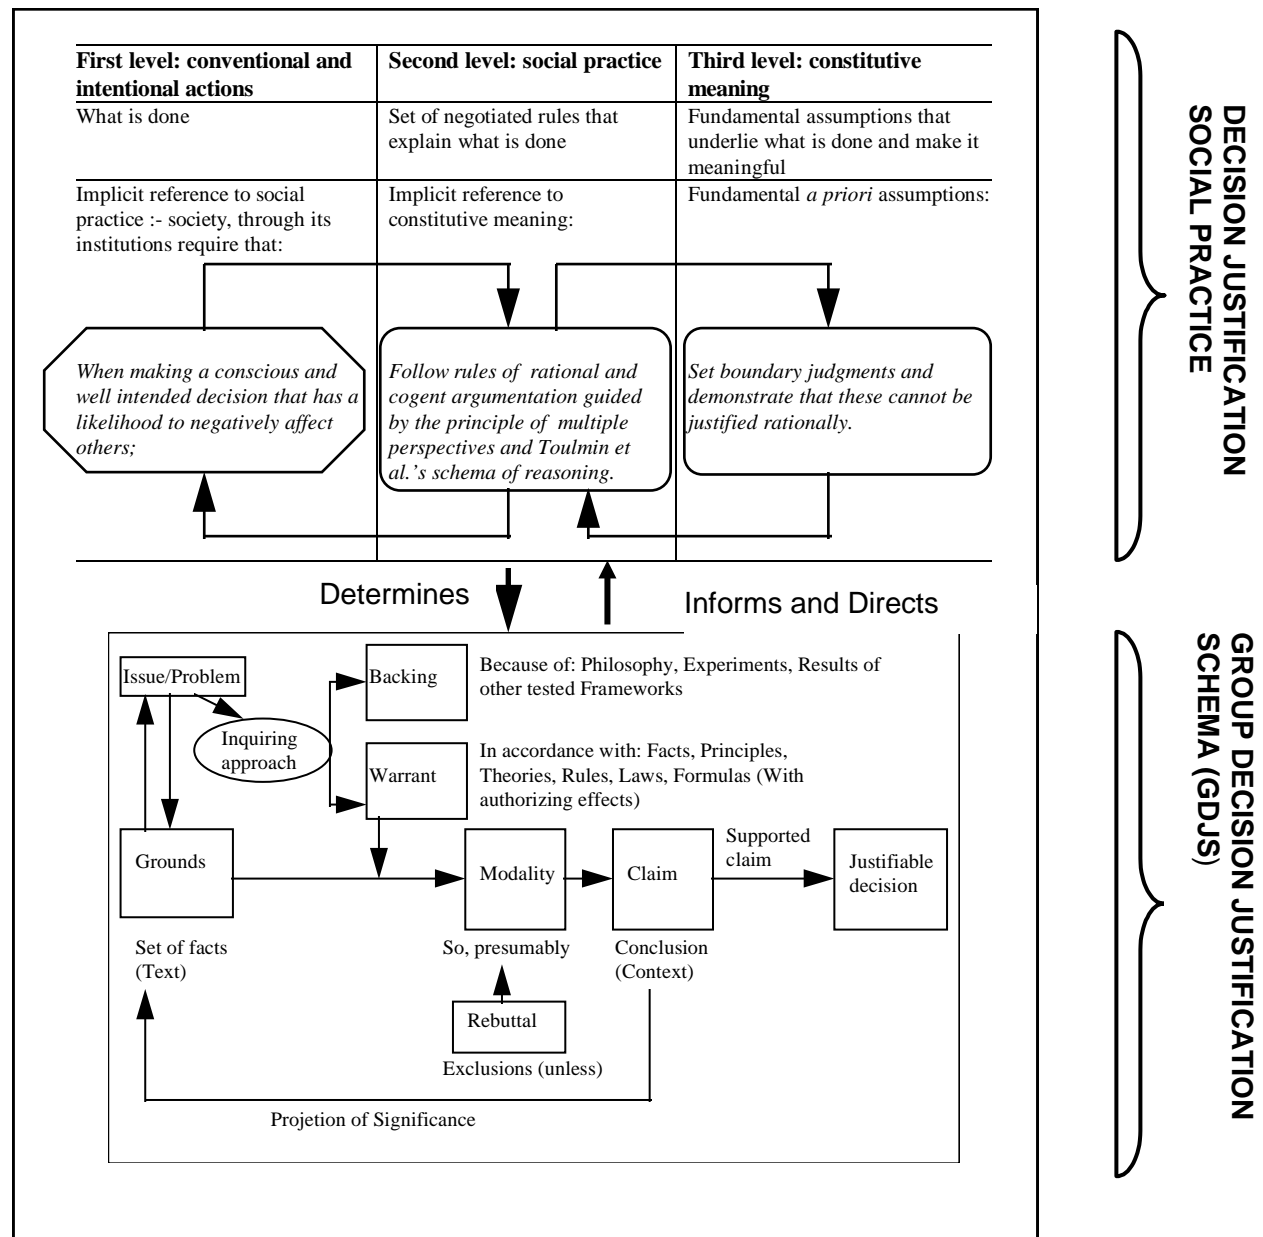 First level: conventional and
intentional actions
Second level: social practice
Third level: constitutive
meaning
What is done
Set of negotiated rules that
explain what is done
Fundamental assumptions that
underlie what is done and make it
meaningful
Implicit reference to social
practice :- society, through its
institutions require that:
Implicit reference to
constitutive meaning:
Fundamental a priori assumptions:
When making a conscious and
well intended decision that has a
likelihood to negatively affect
others;
Follow rules of rational and
cogent argumentation guided
by the principle of multiple
perspectives and Toulmin et
al.'s schema of reasoning.
Set boundary judgments and
demonstrate that these cannot be
justified rationally.
DECISION JUSTIFICATION
SOCIAL PRACTICE
Determines
Informs and Directs
Issue/Problem
Inquiring
approach
Backing
Because of: Philosophy, Experiments, Results of
other tested Frameworks
Warrant
In accordance with: Facts, Principles,
Theories, Rules, Laws, Formulas (With
authorizing effects)
Grounds
Modality
Claim
Supported
claim
Justifiable
decision
Set of facts
(Text)
So, presumably
Conclusion
(Context)
Rebuttal
Exclusions (unless)
Projetion of Significance
GROUP DECISION JUSTIFICATION
SCHEMA (GDJS)